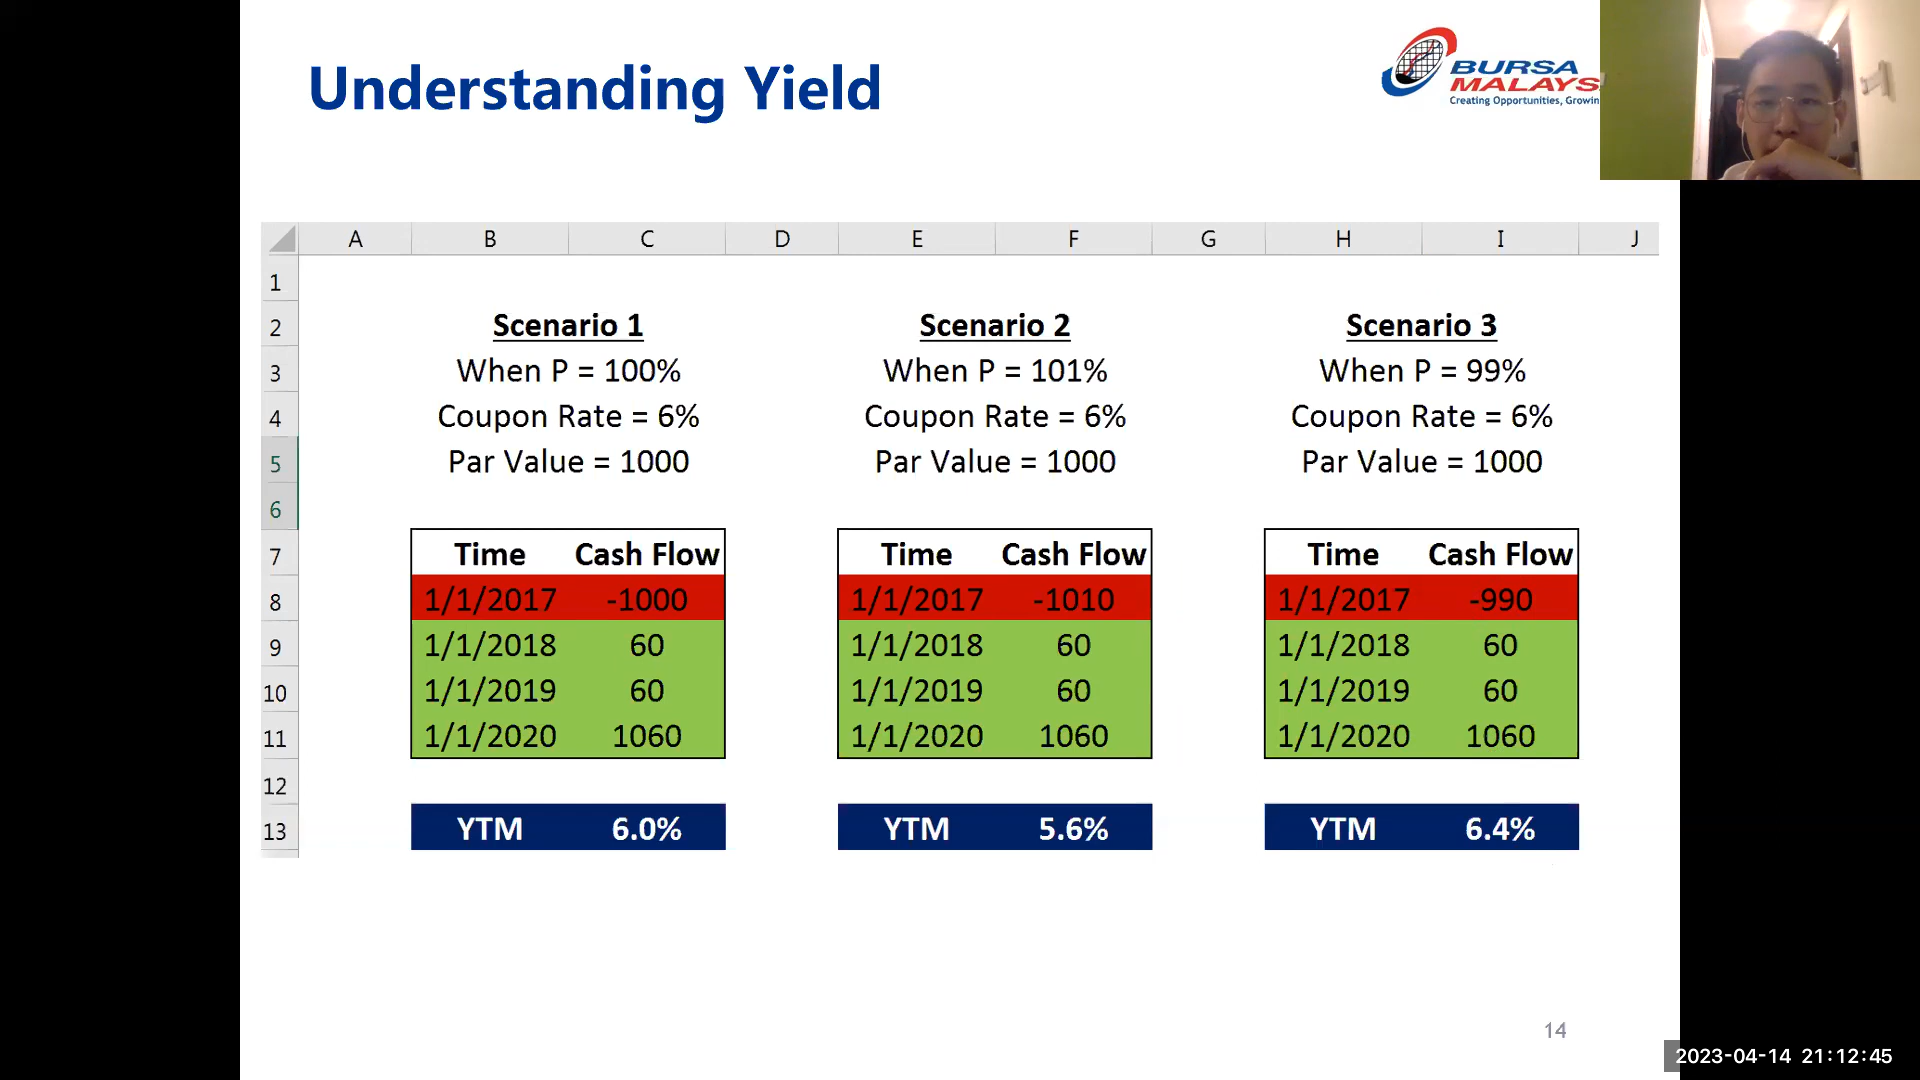 Understanding Yield
BURSA
MALAYS
Creating Opportunities, Growin
A B C D E F G H I J
1
2 Scenario 1 Scenario 2 Scenario 3
3 When P = 100% When P = 101% When P = 99%
4 Coupon Rate = 6% Coupon Rate = 6% Coupon Rate = 6%
5 Par Value = 1000 Par Value = 1000 Par Value = 1000
6
7 Time Cash Flow Time Cash Flow Time Cash Flow
8 1/1/2017 -1000 1/1/2017 -1010 1/1/2017 -990
9 1/1/2018 60 1/1/2018 60 1/1/2018 60
10 1/1/2019 60 1/1/2019 60 1/1/2019 60
11 1/1/2020 1060 1/1/2020 1060 1/1/2020 1060
12
13 YTM 6.0% YTM 5.6% YTM 6.4%
14
2023-04-14 21:12:45